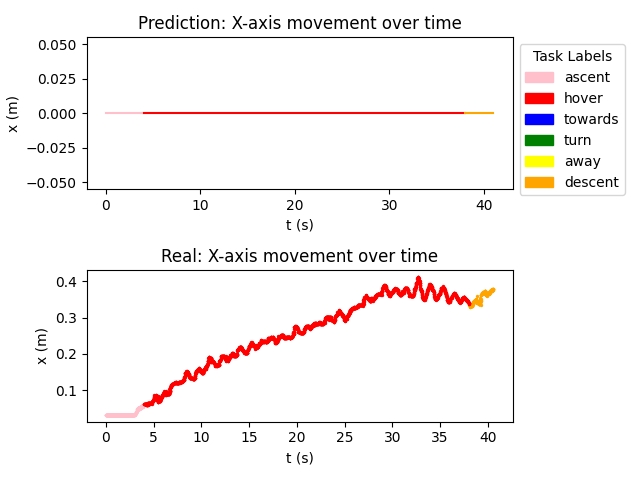 Prediction: X-axis movement over time
0.050
0.025
0.000
−0.025
−0.050
x (m)
0
10
20
30
40
t (s)
Task Labels
ascent
hover
towards
turn
away
descent
Real: X-axis movement over time
0.4
0.3
0.2
0.1
x (m)
0
5
10
15
20
25
30
35
40
t (s)